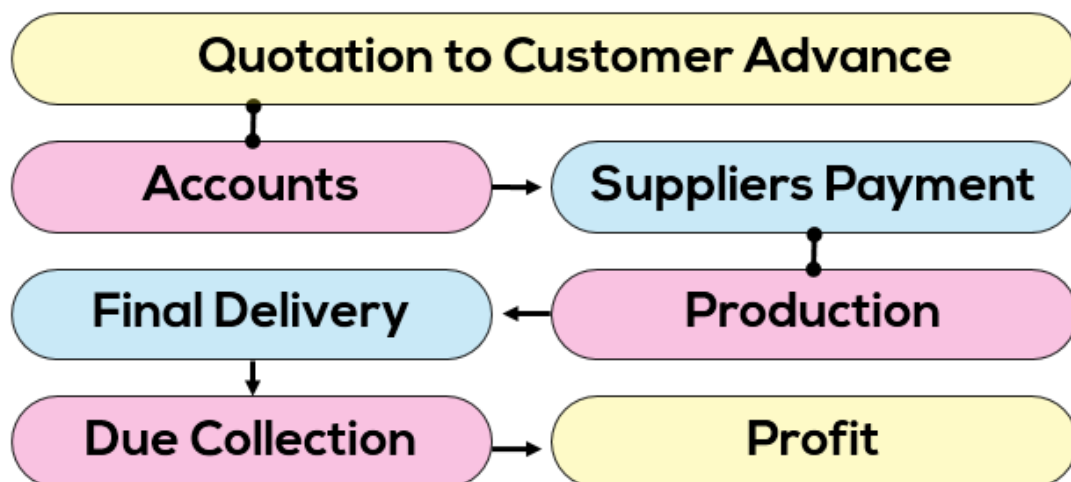 Quotation to Customer Advance
Accounts
Suppliers Payment
Final Delivery
Production
Due Collection
Profit